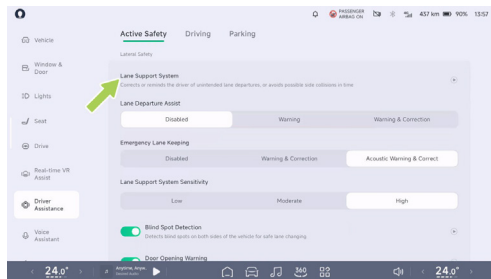 PASSENGER
AIRBAG ON
437 km
90%
13:57
Vehicle
Window &
Door
Lights
Seat
Drive
Real-time VR
Assist
Driver
Assistance
Voice
Assistant
Active Safety
Driving
Parking
Lateral Safety
Lane Support System
Corrects or reminds the driver of unintended lane departures, or avoids possible side collisions in time
Lane Departure Assist
Disabled
Warning
Warning & Correction
Emergency Lane Keeping
Disabled
Warning & Correction
Acoustic Warning & Correct
Lane Support System Sensitivity
Low
Moderate
High
Blind Spot Detection
Detects blind spots on both sides of the vehicle for safe lane changing
Door Opening Warning
24.0°
Anytime, Anyw..
360
24.0°